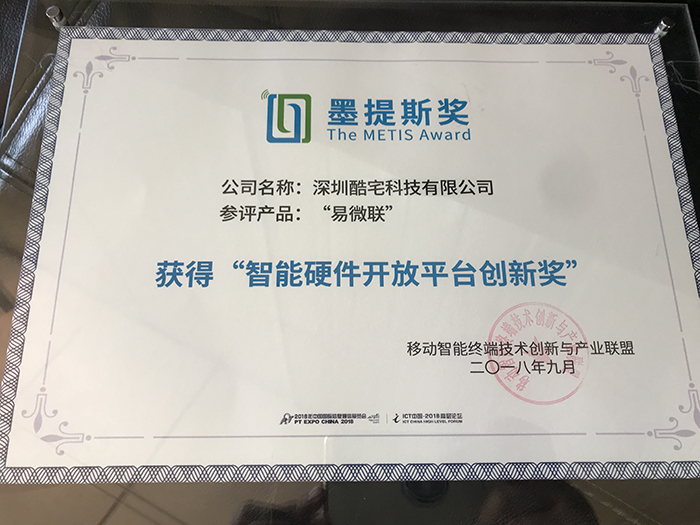 墨提斯奖
The METIS Award
公司名称：深圳酷宅科技有限公司
参评产品：“易微联”
获得“智能硬件开放平台创新奖”
移动智能终端技术创新与产业联盟
二〇一八年九月
PT EXPO CHINA 2018
ICT中国·2018高层论坛
ICT CHINA HIGH LEVEL FORUM